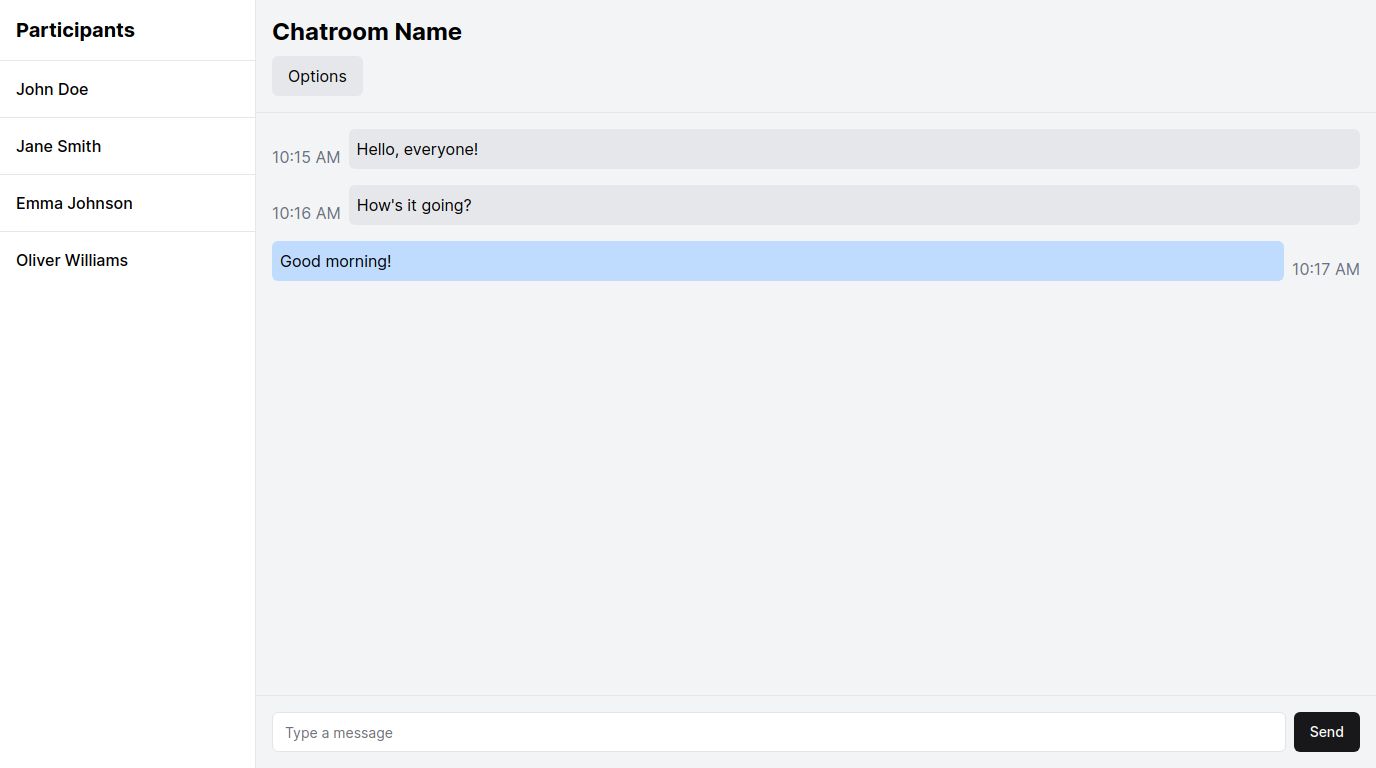 Participants
John Doe
Jane Smith
Emma Johnson
Oliver Williams
Chatroom Name
Options
10:15 AM Hello, everyone!
10:16 AM How's it going?
Good morning! 10:17 AM
Type a message
Send